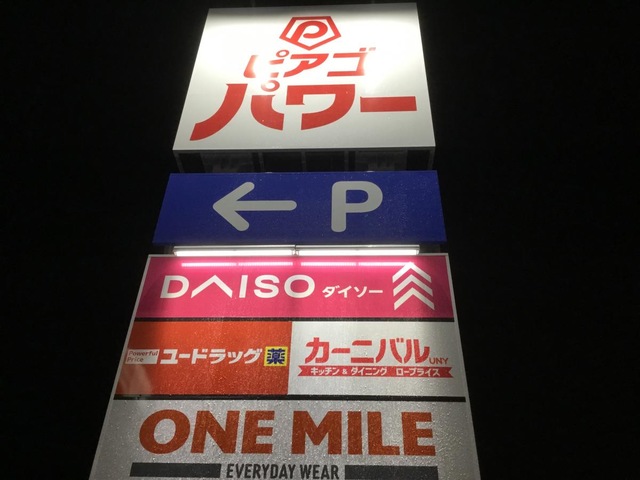 P
ピアゴ
パワー
← P
DAISO ダイソー
Powerful Price ユードラッグ 薬
カーニバル UNY
キッチン & ダイニング ロープライス
ONE MILE
EVERYDAY WEAR